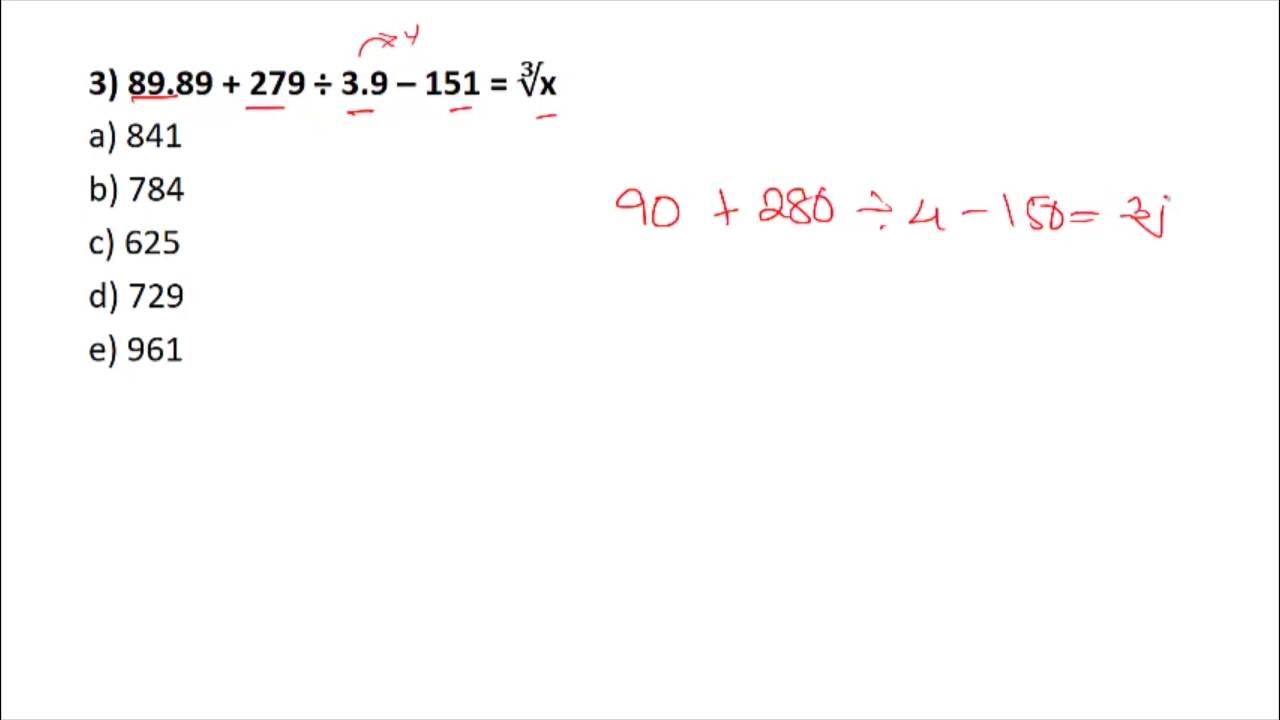 4
3) 89.89 + 279 ÷ 3.9 – 151 = ∛x
a) 841
b) 784
90 + 280 ÷ 4 - 150 =
c) 625
d) 729
e) 961